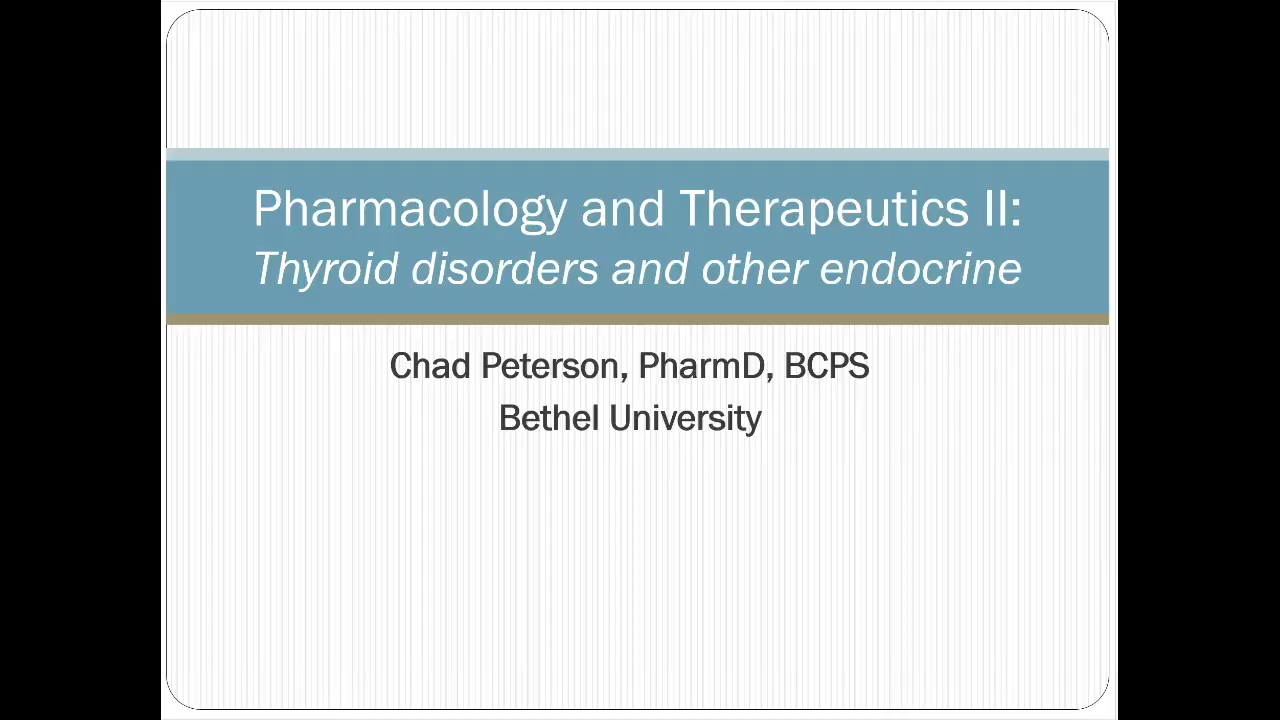 Pharmacology and Therapeutics II:
Thyroid disorders and other endocrine
Chad Peterson, PharmD, BCPS
Bethel University